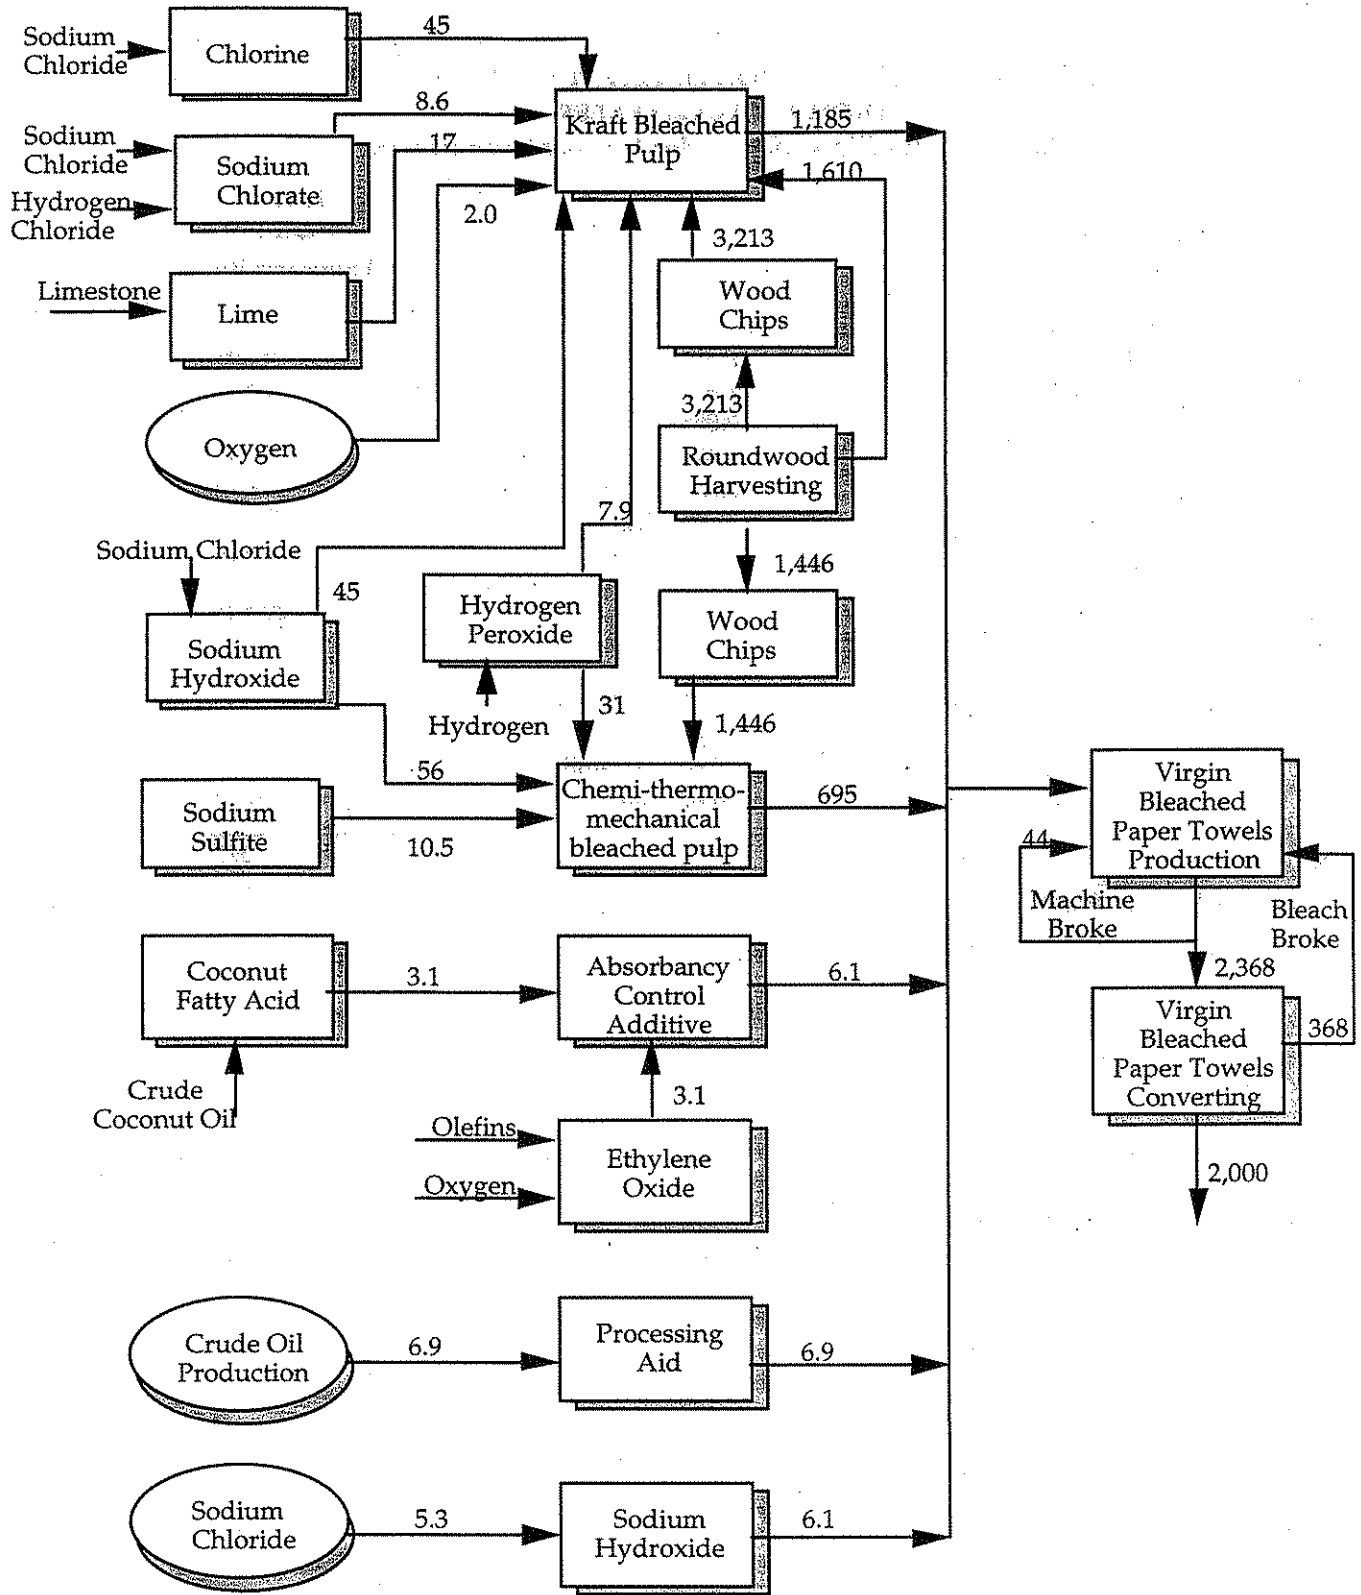 Sodium
Chloride
Chlorine
45
Sodium
Chloride
Hydrogen
Chloride
Sodium
Chlorate
8.6
17
2.0
Kraft Bleached
Pulp
1,185
1,610
3,213
Limestone
Lime
Wood
Chips
3,213
Oxygen
Roundwood
Harvesting
7.9
1,446
Sodium Chloride
45
Sodium
Hydroxide
Hydrogen
Peroxide
Hydrogen
31
Wood
Chips
1,446
56
Sodium
Sulfite
10.5
Chemi-thermo-
mechanical
bleached pulp
695
Virgin
Bleached
Paper Towels
Production
44
Machine
Broke
Bleach
Broke
2,368
Coconut
Fatty Acid
3.1
Absorbancy
Control
Additive
6.1
Virgin
Bleached
Paper Towels
Converting
368
2,000
Crude
Coconut Oil
3.1
Olefins
Oxygen
Ethylene
Oxide
Crude Oil
Production
6.9
Processing
Aid
6.9
Sodium
Chloride
5.3
Sodium
Hydroxide
6.1